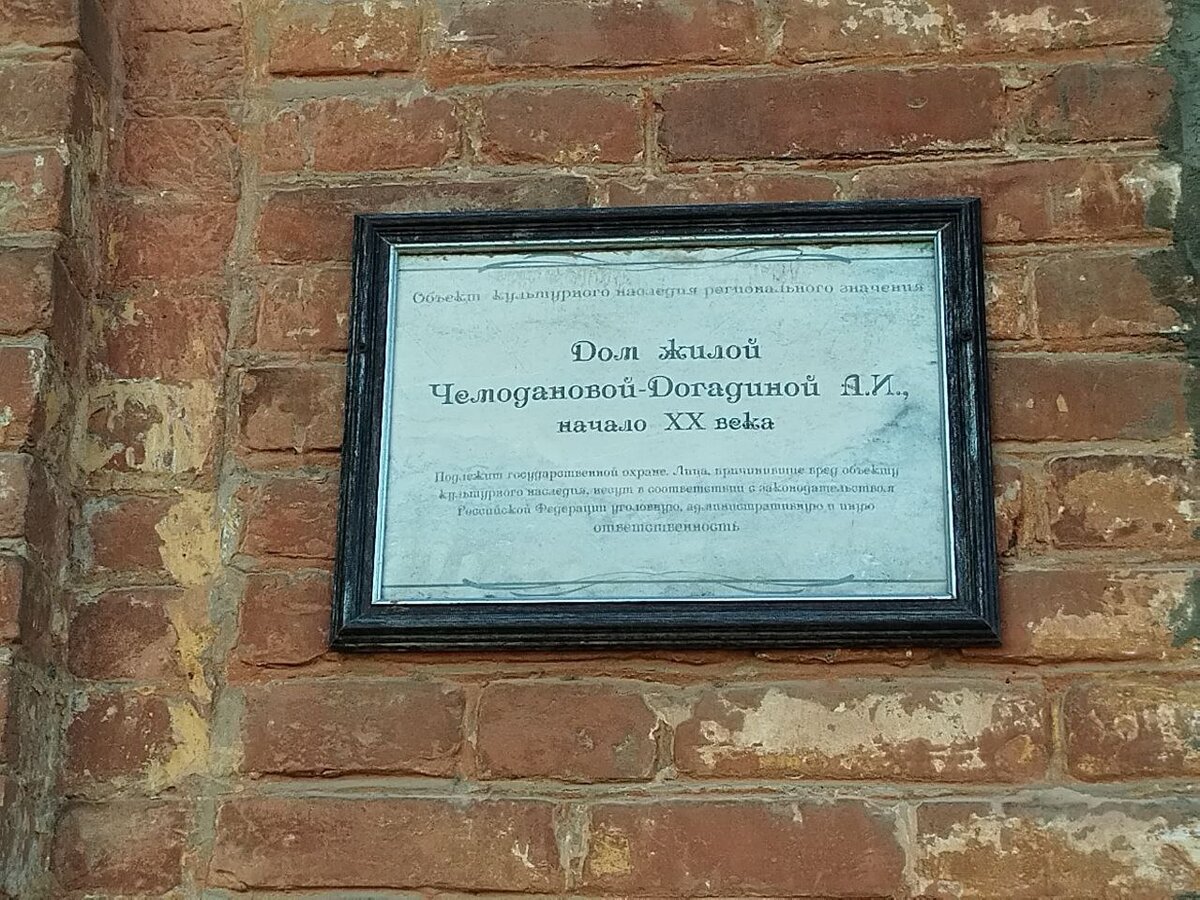 Объект культурного наследия регионального значения
Дом жилой
Чемодановой-Догадиной А.И.,
начало XX века
Подлежит государственной охране. Лица, причинившие вред объекту
культурного наследия, несут в соответствии с законодательством
Российской Федерации уголовную, административную и иную
ответственность